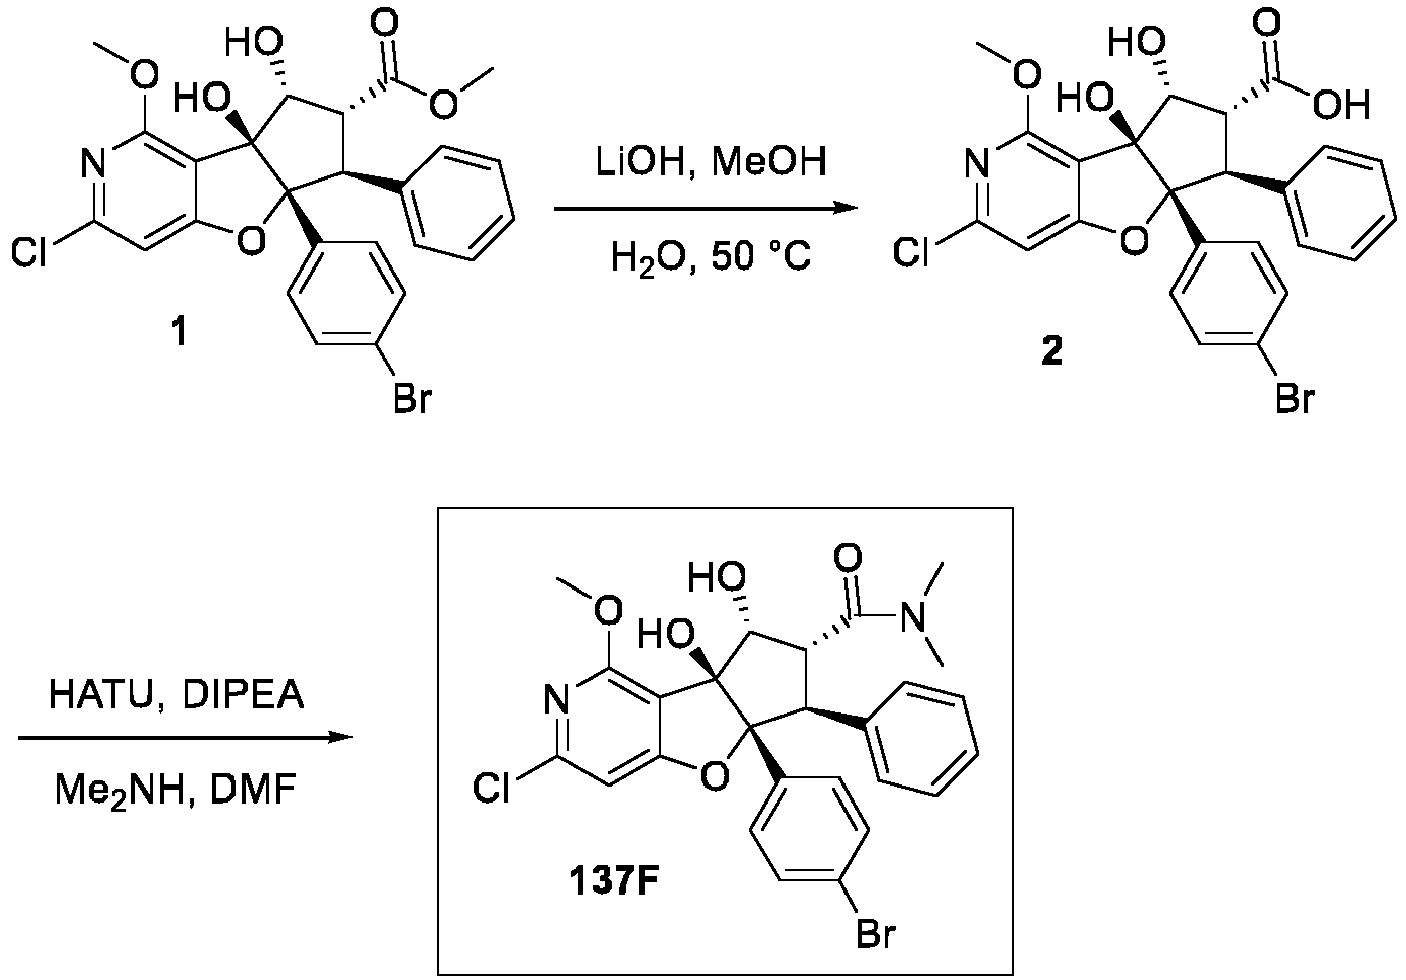 O
HO
O
HO
O
N
Cl
O
Br
1
LiOH, MeOH
H₂O, 50 °C
O
HO
O
HO
OH
N
Cl
O
Br
2
HATU, DIPEA
Me₂NH, DMF
O
HO
O
HO
N
N
Cl
O
Br
137F